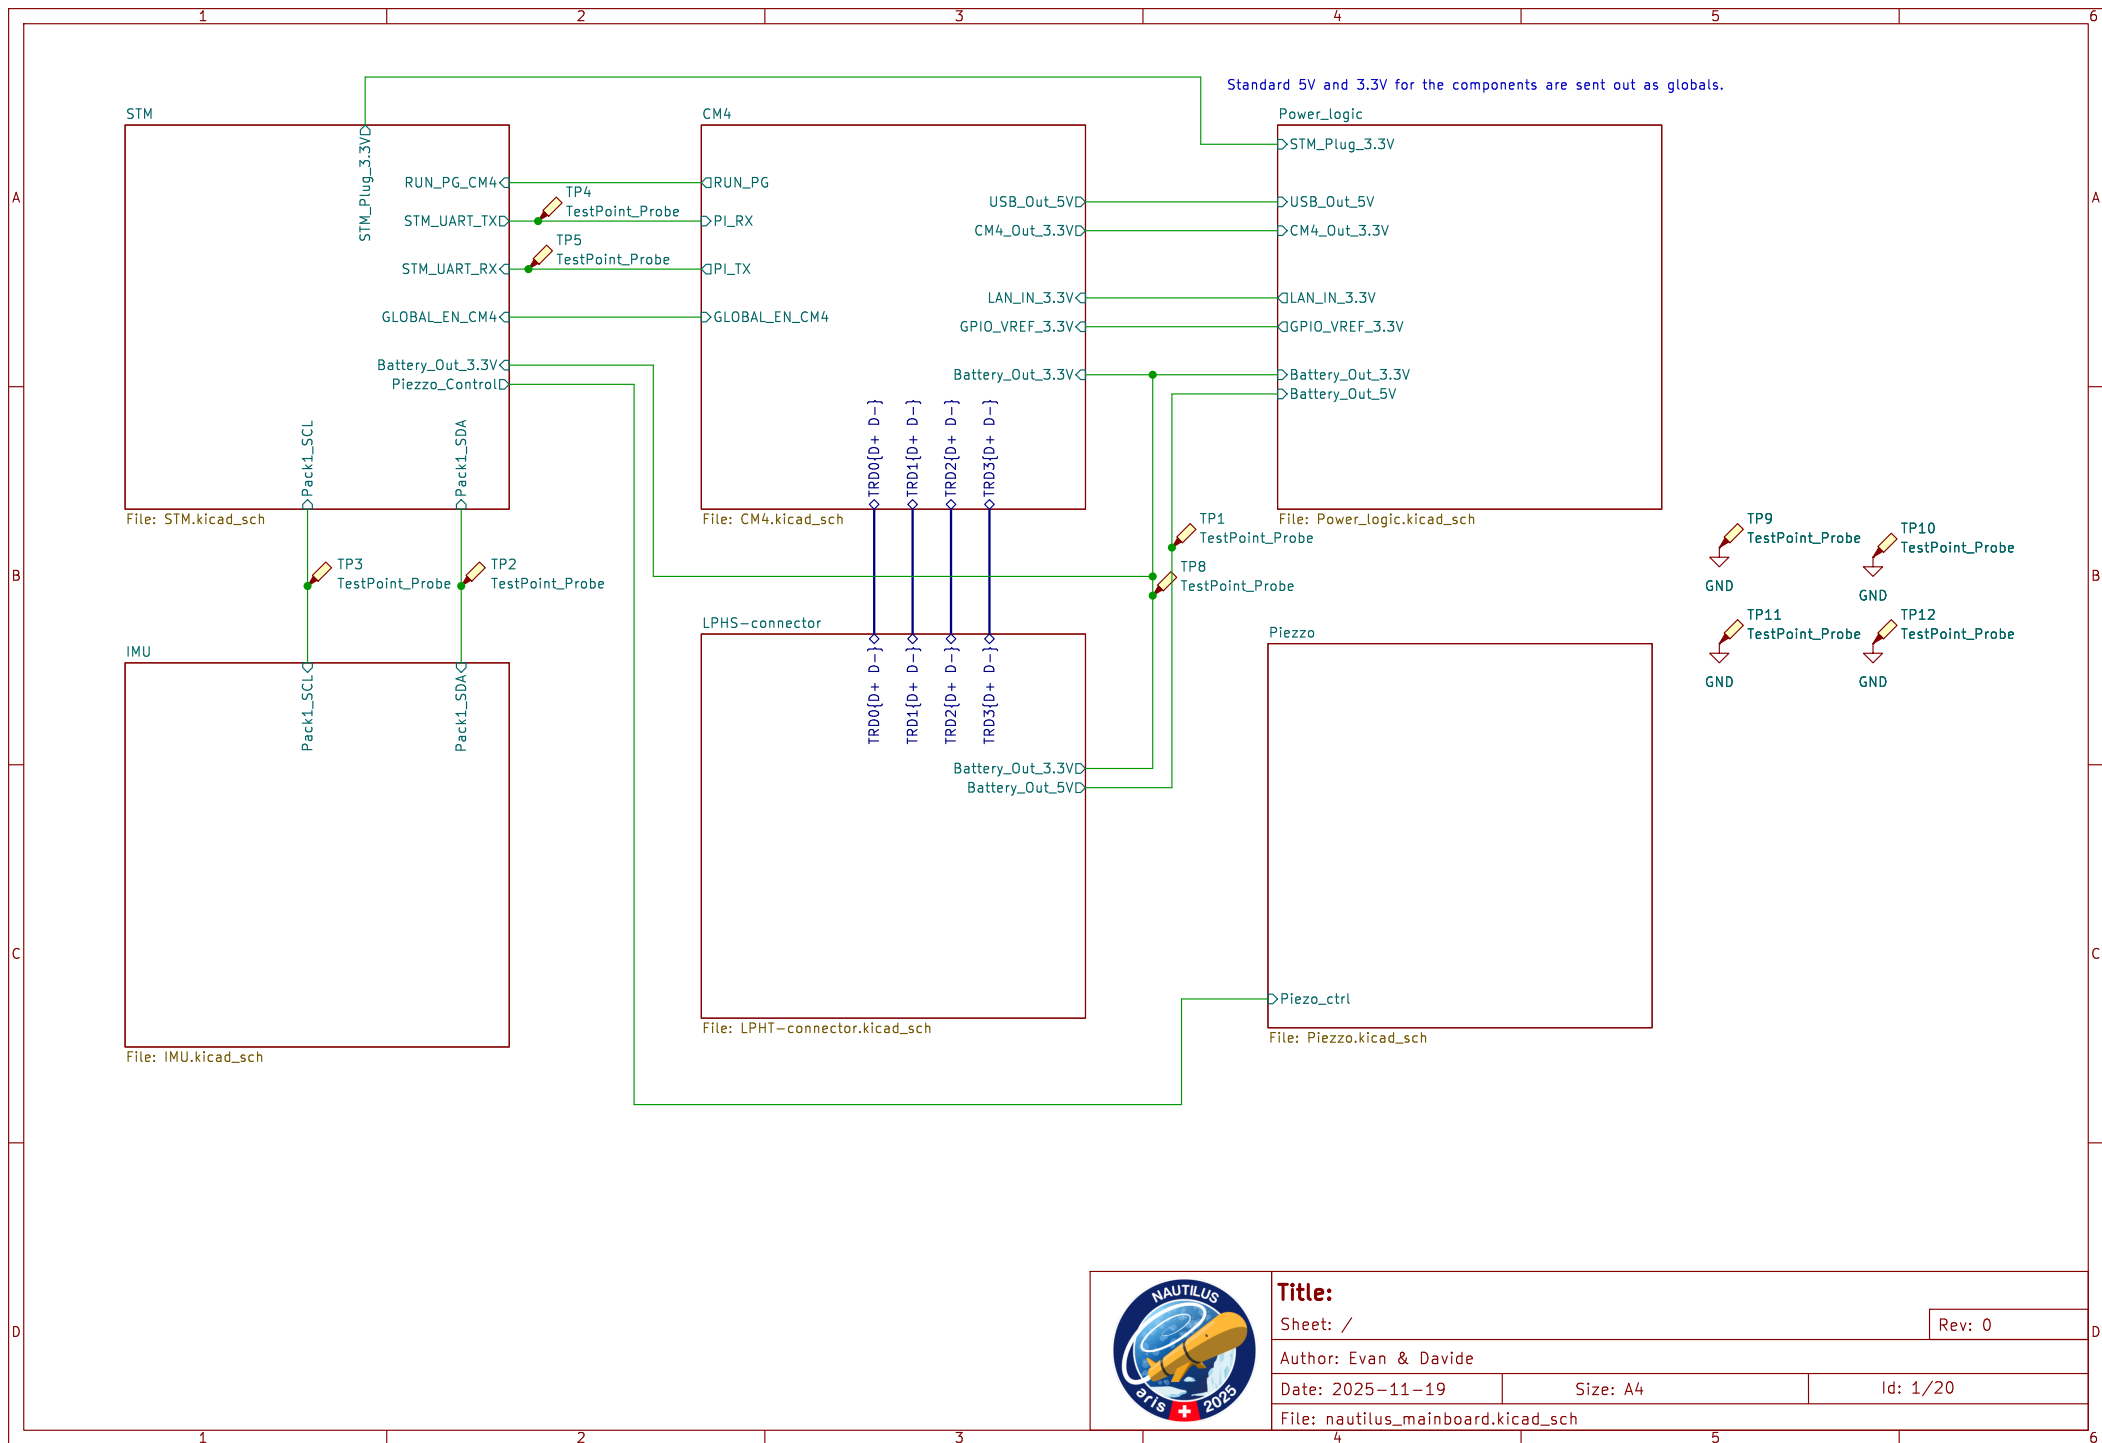 1 2 3 4 5 6
Standard 5V and 3.3V for the components are sent out as globals.
STM
STM_Plug_3.3V
RUN_PG_CM4
STM_UART_TX
STM_UART_RX
GLOBAL_EN_CM4
Battery_Out_3.3V
Piezzo_Control
Pack1_SCL
Pack1_SDA
File: STM.kicad_sch
TP4
TestPoint_Probe
TP5
TestPoint_Probe
CM4
RUN_PG
PI_RX
PI_TX
GLOBAL_EN_CM4
USB_Out_5V
CM4_Out_3.3V
LAN_IN_3.3V
GPIO_VREF_3.3V
Battery_Out_3.3V
TRD0{D+ D-}
TRD1{D+ D-}
TRD2{D+ D-}
TRD3{D+ D-}
File: CM4.kicad_sch
Power_logic
STM_Plug_3.3V
USB_Out_5V
CM4_Out_3.3V
LAN_IN_3.3V
GPIO_VREF_3.3V
Battery_Out_3.3V
Battery_Out_5V
File: Power_logic.kicad_sch
A
A
B
B
C
C
D
D
TP3
TestPoint_Probe
TP2
TestPoint_Probe
TP1
TestPoint_Probe
TP8
TestPoint_Probe
TP9
TestPoint_Probe
GND
TP10
TestPoint_Probe
GND
TP11
TestPoint_Probe
GND
TP12
TestPoint_Probe
GND
IMU
Pack1_SCL
Pack1_SDA
File: IMU.kicad_sch
LPHS-connector
TRD0{D+ D-}
TRD1{D+ D-}
TRD2{D+ D-}
TRD3{D+ D-}
Battery_Out_3.3V
Battery_Out_5V
File: LPHT-connector.kicad_sch
Piezzo
Piezo_ctrl
File: Piezzo.kicad_sch
NAUTILUS
aris 2025
Title:
Sheet: /
Rev: 0
Author: Evan & Davide
Date: 2025-11-19
Size: A4
Id: 1/20
File: nautilus_mainboard.kicad_sch
1 2 3 4 5 6